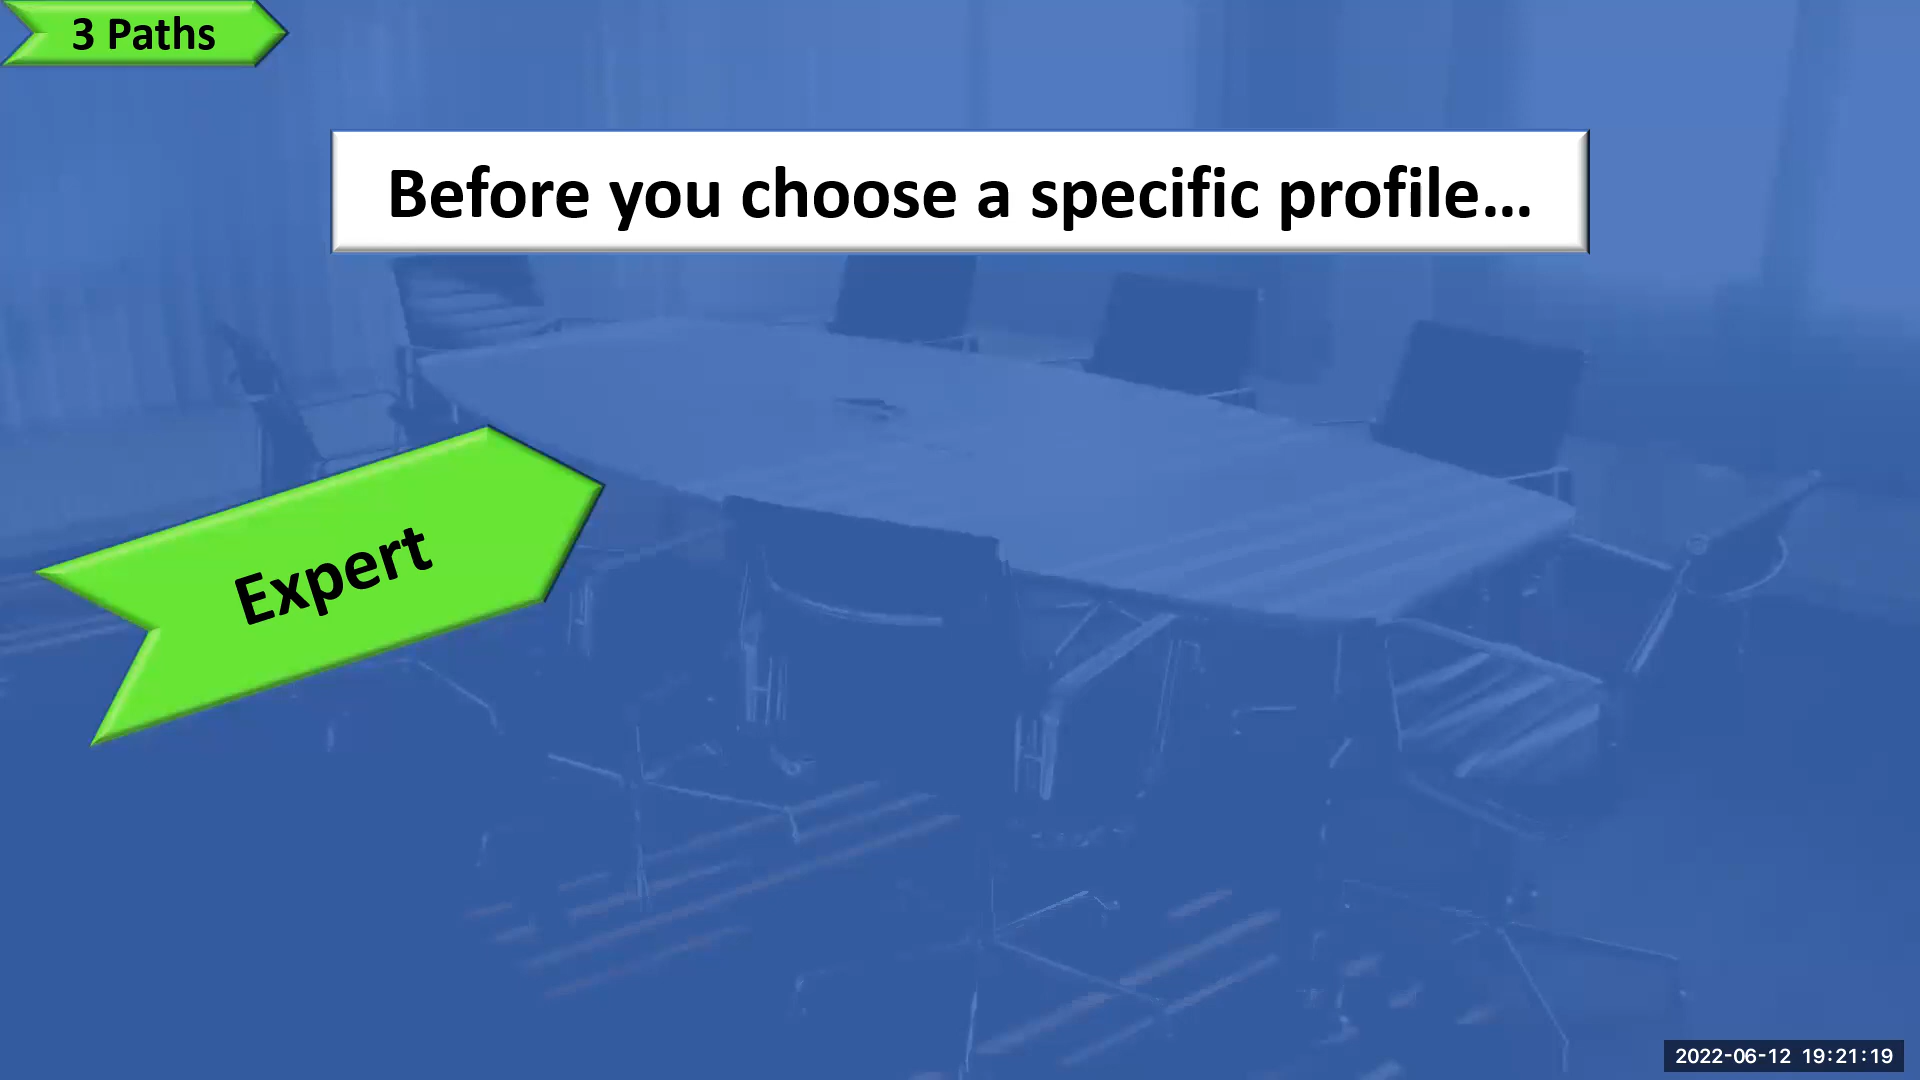 3 Paths
Before you choose a specific profile...
Expert
2022-06-12 19:21:19